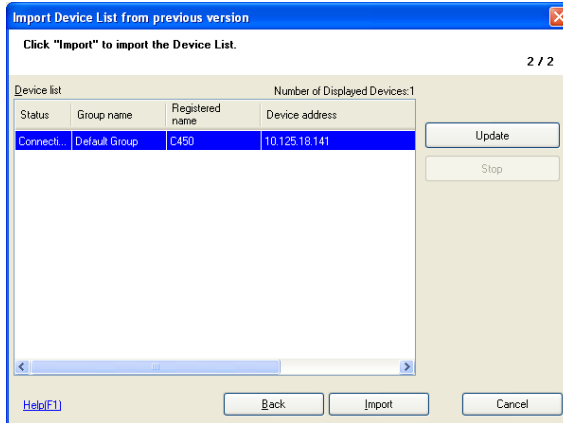 Import Device List from previous version
Click "Import" to import the Device List.
2 / 2
Device list
Number of Displayed Devices:1
Status Group name Registered name Device address
Connecti... Default Group C450 10.125.18.141
Update
Stop
Help(F1)
Back
Import
Cancel